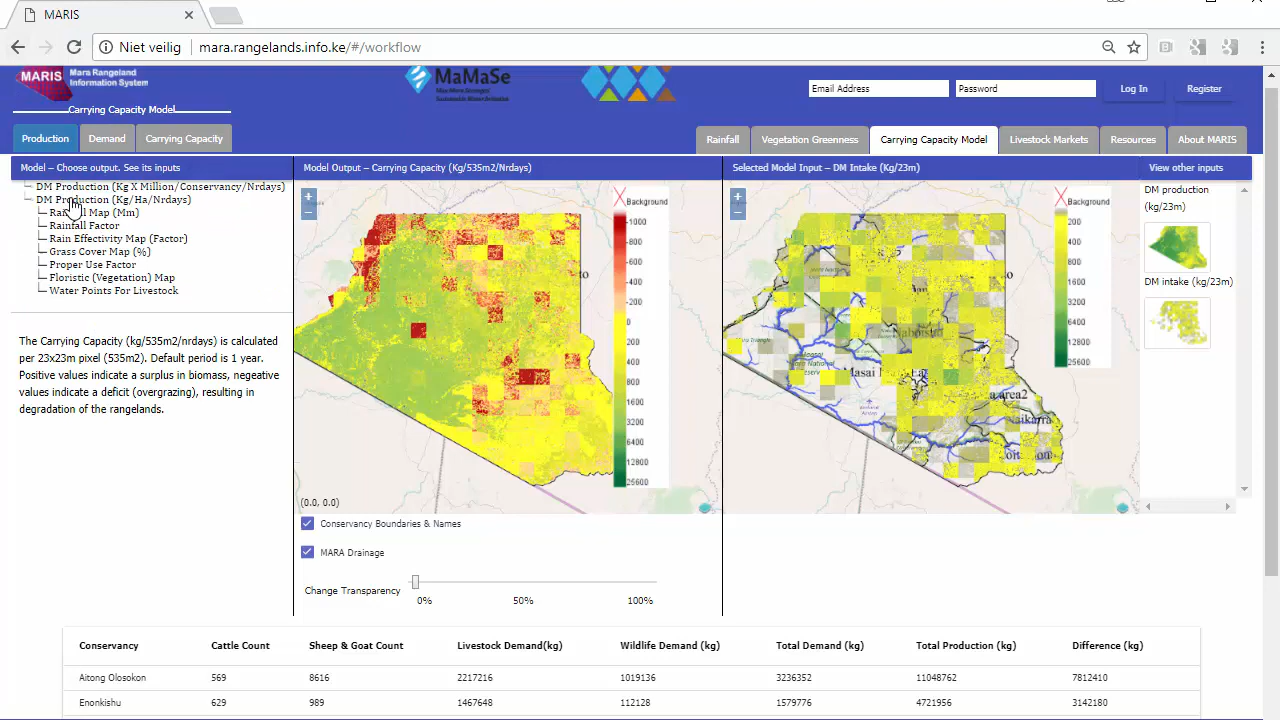 MARIS
Niet veilig
mara.rangelands.info.ke/#/workflow
MARIS
Mara Rangeland
Information System
MaMaSe
Email Address
Password
Log In
Register
Carrying Capacity Model
Production
Demand
Carrying Capacity
Rainfall
Vegetation Greenness
Carrying Capacity Model
Livestock Markets
Resources
About MARIS
Model – Choose output. See its inputs
Model Output – Carrying Capacity (Kg/535m2/Nrdays)
Selected Model Input – DM Intake (Kg/23m)
View other inputs
DM Production (Kg X Million/Conservancy/Nrdays)
DM Production (Kg/Ha/Nrdays)
Rainfall Map (Mm)
Rainfall Factor
Rain Effectivity Map (Factor)
Grass Cover Map (%)
Proper Use Factor
Floristic (Vegetation) Map
Water Points For Livestock
The Carrying Capacity (kg/535m2/nrdays) is calculated
per 23x23m pixel (535m2). Default period is 1 year.
Positive values indicate a surplus in biomass, negeative
values indicate a deficit (overgrazing), resulting in
degradation of the rangelands.
+
−
Background
-1000
-800
-600
-400
-200
0
200
400
800
1600
3200
6400
12800
25600
(0.0, 0.0)
+
−
Masai
area2
Naikarra
Background
200
400
800
1600
3200
6400
12800
25600
DM production
(kg/23m)
DM intake (kg/23m)
Conservancy Boundaries & Names
MARA Drainage
Change Transparency
0%
50%
100%
Conservancy Cattle Count Sheep & Goat Count Livestock Demand(kg) Wildlife Demand (kg) Total Demand (kg) Total Production (kg) Difference (kg)
Aitong Olosokon 569 8616 2217216 1019136 3236352 11048762 7812410
Enonkishu 629 989 1467648 112128 1579776 4721956 3142180